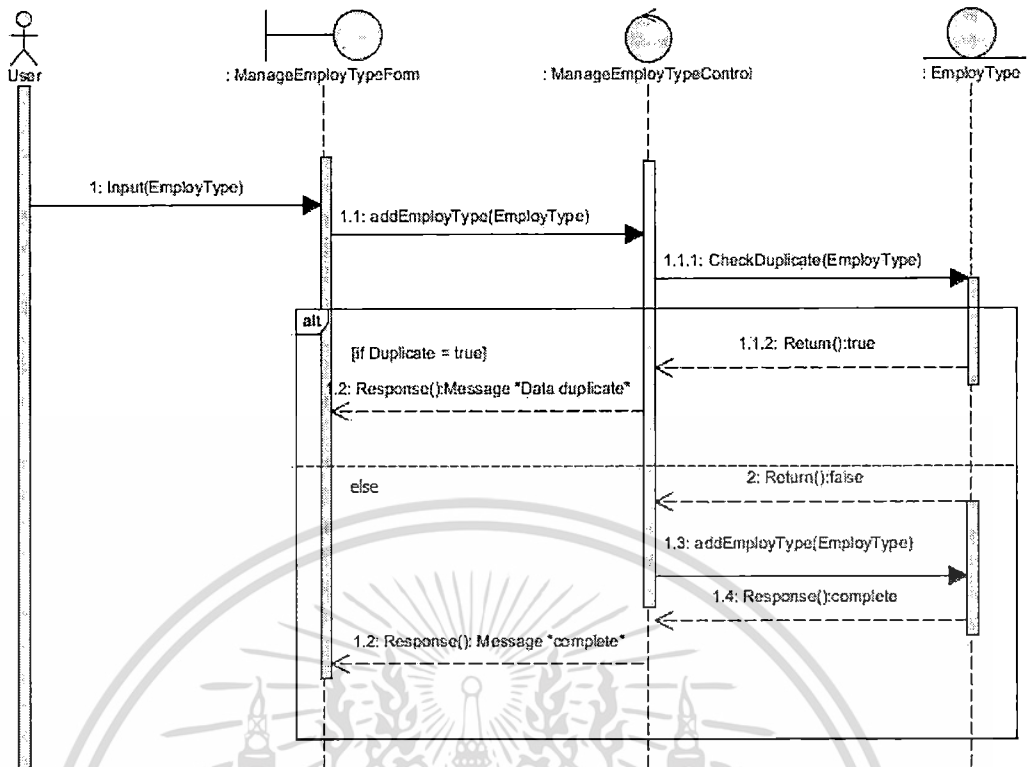 User
: ManageEmployTypeForm
: ManageEmployTypeControl
: EmployType
1: Input(EmployType)
1.1: addEmployType(EmployType)
1.1.1: CheckDuplicate(EmployType)
alt
[if Duplicate = true]
1.1.2: Return():true
1.2: Response():Message "Data duplicate"
else
2: Return():false
1.3: addEmployType(EmployType)
1.4: Response():complete
1.2: Response(): Message "complete"